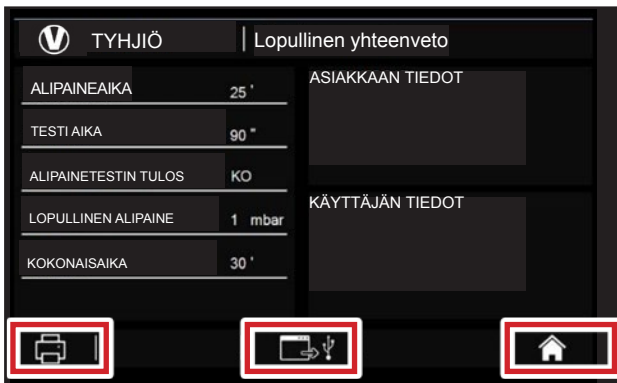 TYHJIÖ
Lopullinen yhteenveto
ALIPAINEAIKA 25 '
TESTI AIKA 90 "
ALIPAINETESTIN TULOS KO
LOPULLINEN ALIPAINE 1 mbar
KOKONAISAIKA 30 '
ASIAKKAAN TIEDOT
KÄYTTÄJÄN TIEDOT